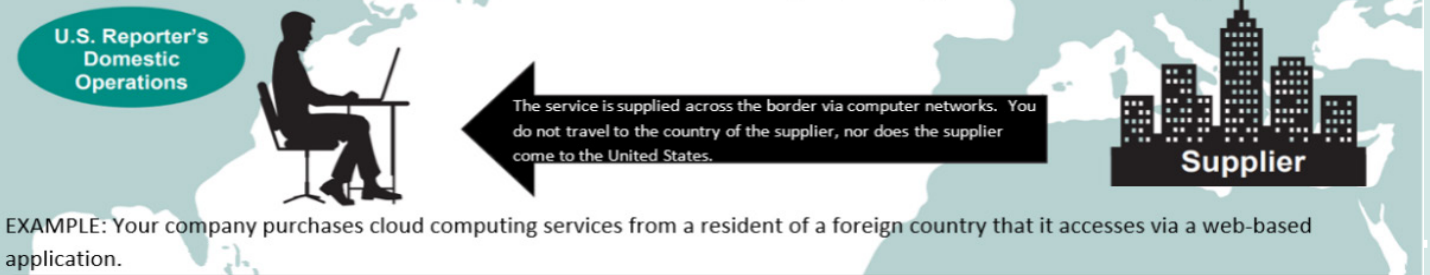 U.S. Reporter's
Domestic
Operations
The service is supplied across the border via computer networks.  You
do not travel to the country of the supplier, nor does the supplier
come to the United States.
Supplier
EXAMPLE: Your company purchases cloud computing services from a resident of a foreign country that it accesses via a web-based
application.